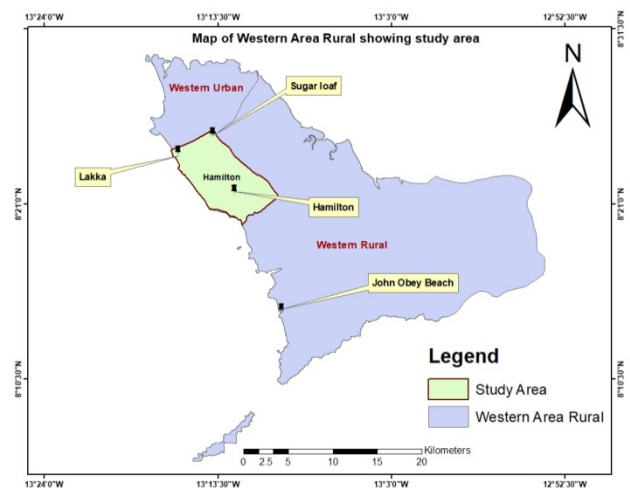 13°24'0"W 13°13'30"W 13°3'0"W 12°52'30"W
Map of Western Area Rural showing study area
N
Western Urban
Sugar loaf
Lakka
Hamilton
Hamilton
Western Rural
John Obey Beach
Legend
Study Area
Western Area Rural
Kilometers
0 2.5 5 10 15 20
8°31'30"N
8°21'0"N
8°10'30"N
8°21'0"N
8°10'30"N
13°24'0"W 13°13'30"W 13°3'0"W 12°52'30"W